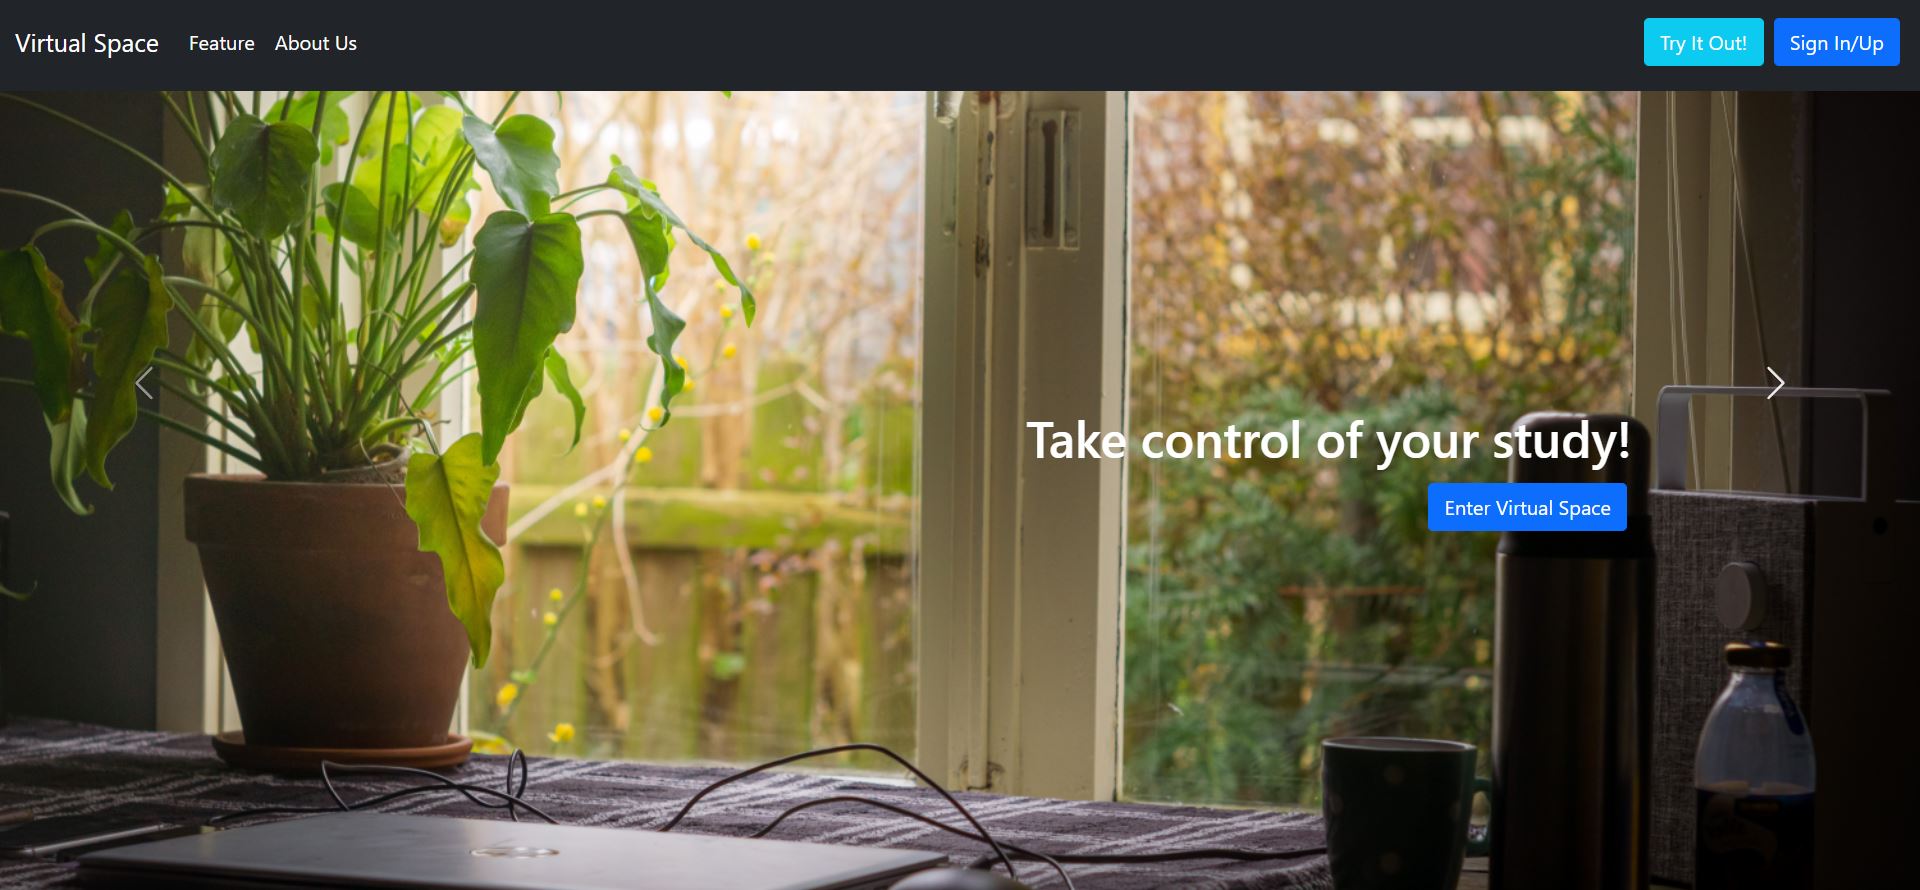 Virtual Space Feature About Us Try It Out! Sign In/Up
Take control of your study!
Enter Virtual Space